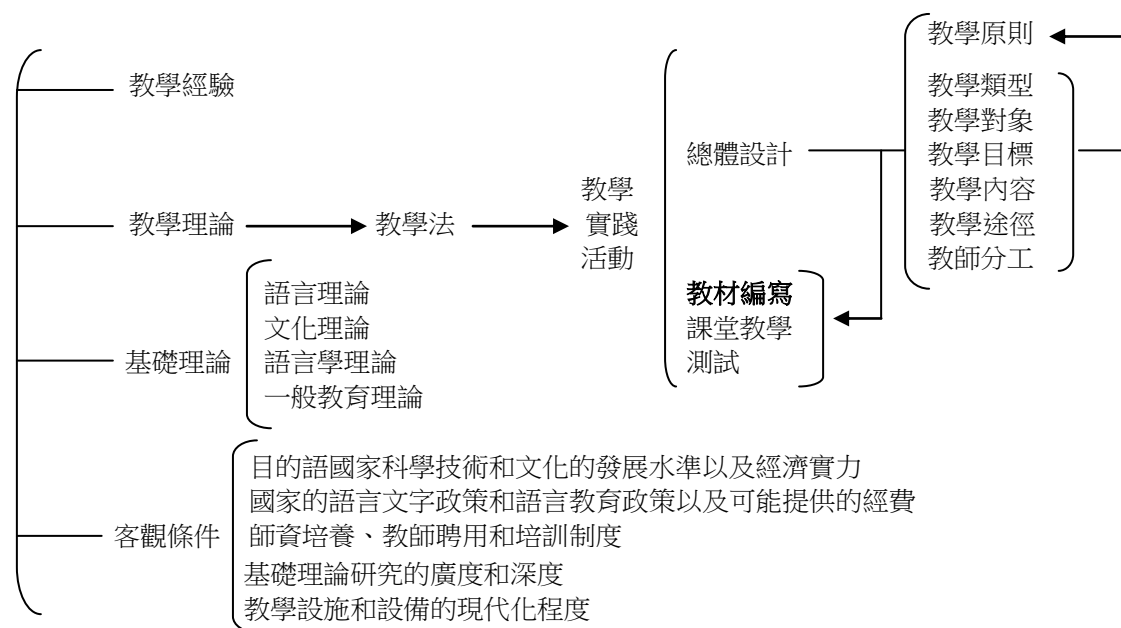 教學經驗
教學理論
教學法
基礎理論
語言理論
文化理論
語言學理論
一般教育理論
客觀條件
目的語國家科學技術和文化的發展水準以及經濟實力
國家的語言文字政策和語言教育政策以及可能提供的經費
師資培養、教師聘用和培訓制度
基礎理論研究的廣度和深度
教學設施和設備的現代化程度
教學
實踐
活動
總體設計
教材編寫
課堂教學
測試
教學原則
教學類型
教學對象
教學目標
教學內容
教學途徑
教師分工